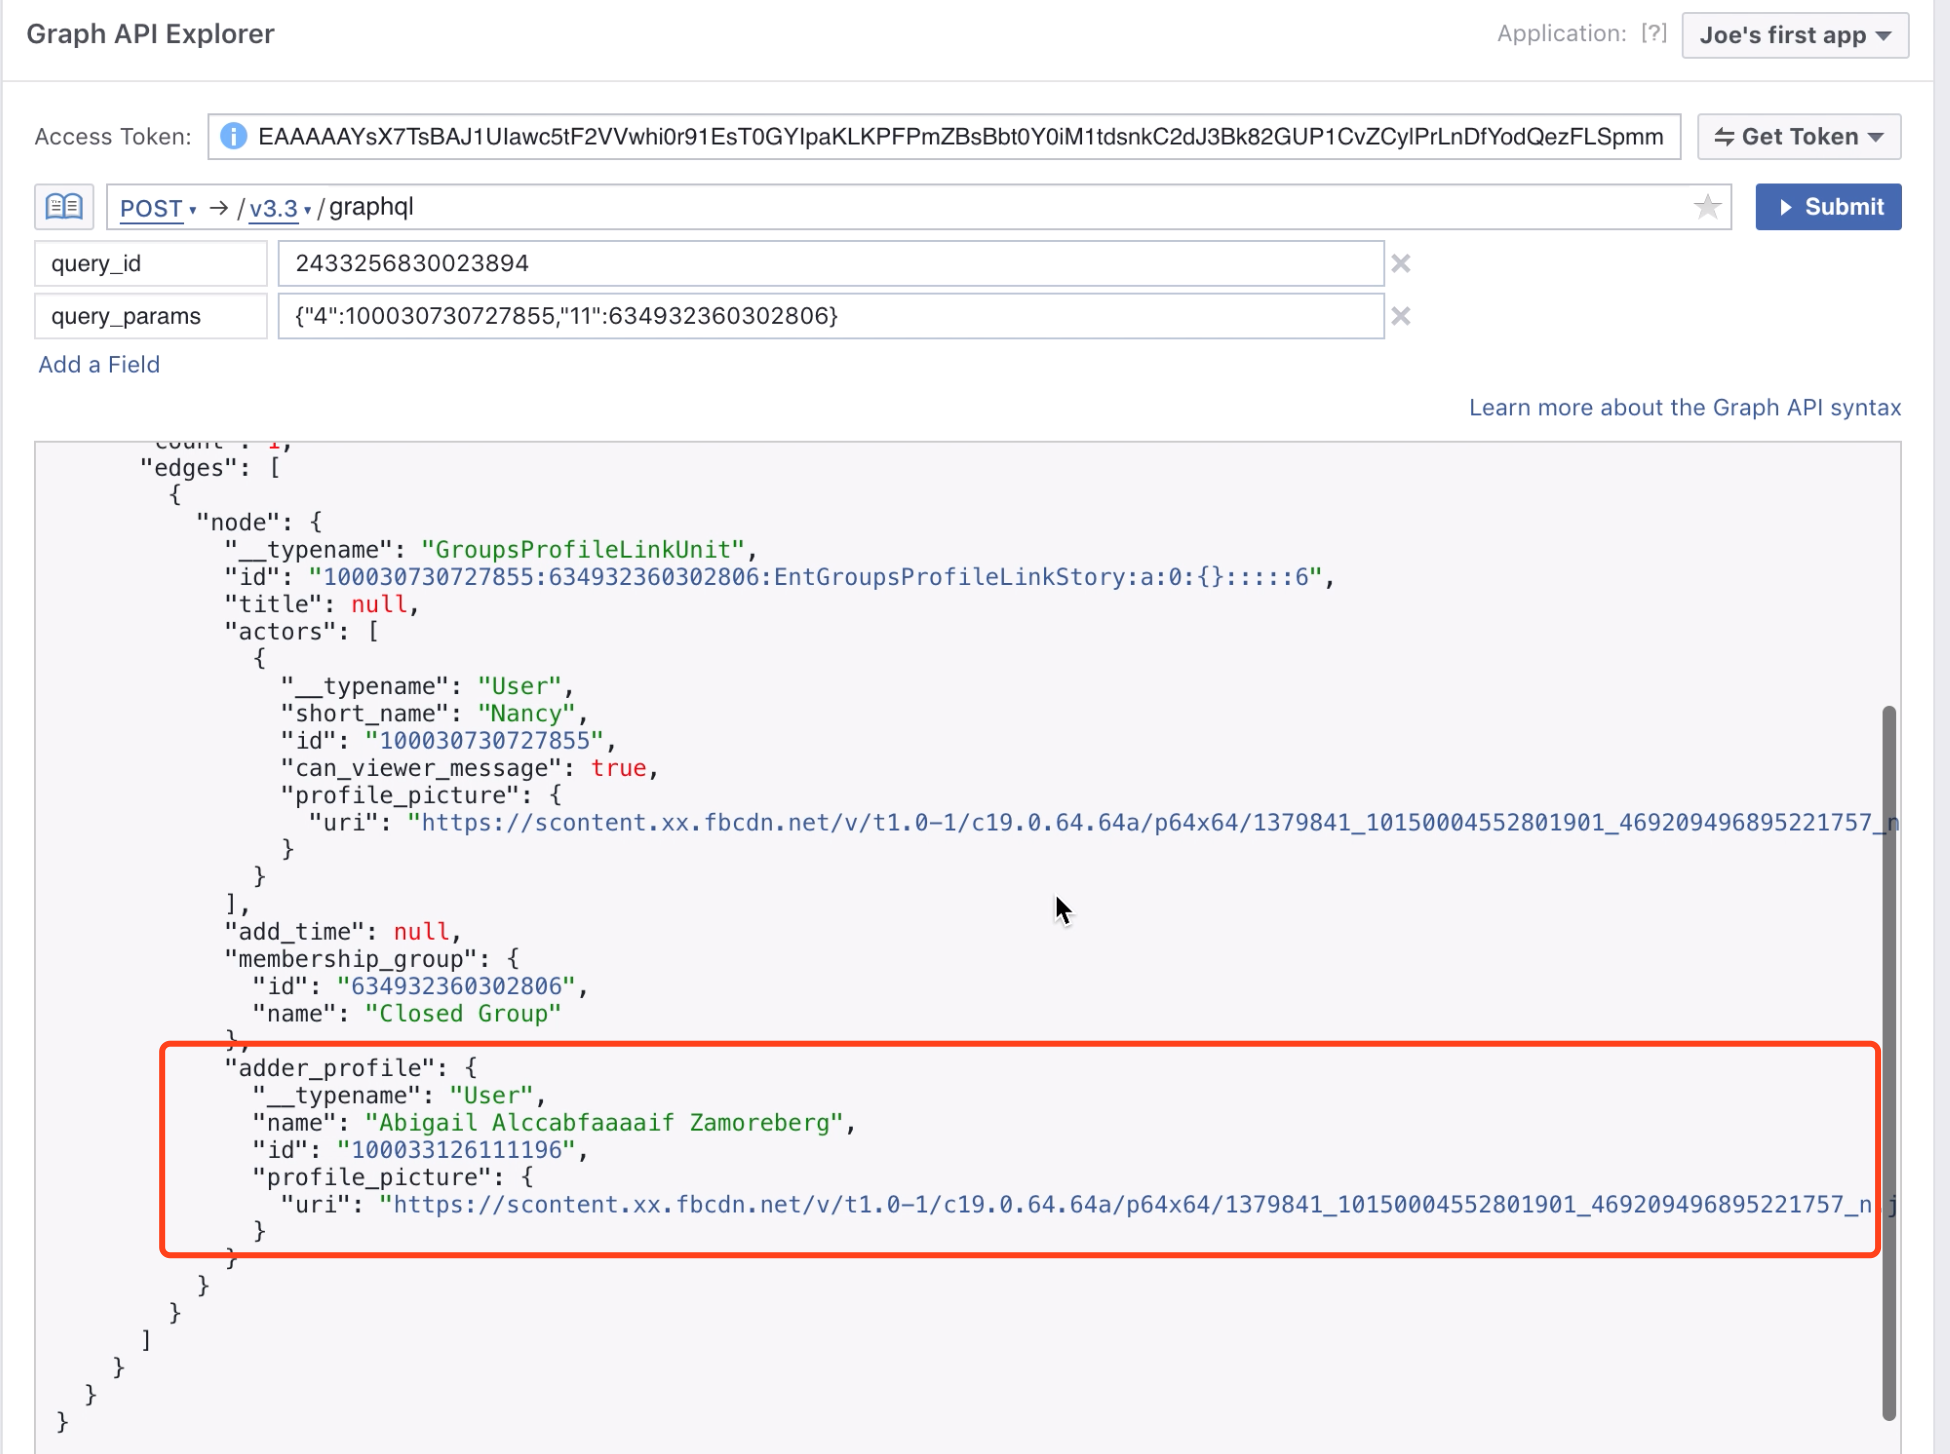 Graph API Explorer
Application: [?] Joe's first app
Access Token: EAAAAAYsX7TsBAJ1UIawc5tF2VVwhi0r91EsT0GYIpaKLKPFPmZBsBbt0Y0iM1tdsnkC2dJ3Bk82GUP1CvZCylPrLnDfYodQezFLSpmm Get Token
POST → / v3.3 / graphql Submit
query_id 2433256830023894
query_params {"4":100030730727855,"11":634932360302806}
Add a Field
Learn more about the Graph API syntax
"count": 1,
"edges": [
{
"node": {
"__typename": "GroupsProfileLinkUnit",
"id": "100030730727855:634932360302806:EntGroupsProfileLinkStory:a:0:{}:::::6",
"title": null,
"actors": [
{
"__typename": "User",
"short_name": "Nancy",
"id": "100030730727855",
"can_viewer_message": true,
"profile_picture": {
"uri": "https://scontent.xx.fbcdn.net/v/t1.0-1/c19.0.64.64a/p64x64/1379841_10150004552801901_469209496895221757_n
}
}
],
"add_time": null,
"membership_group": {
"id": "634932360302806",
"name": "Closed Group"
},
"adder_profile": {
"__typename": "User",
"name": "Abigail Alccabfaaaaif Zamoreberg",
"id": "100033126111196",
"profile_picture": {
"uri": "https://scontent.xx.fbcdn.net/v/t1.0-1/c19.0.64.64a/p64x64/1379841_10150004552801901_469209496895221757_n.j
}
}
}
}
]
}
}
}